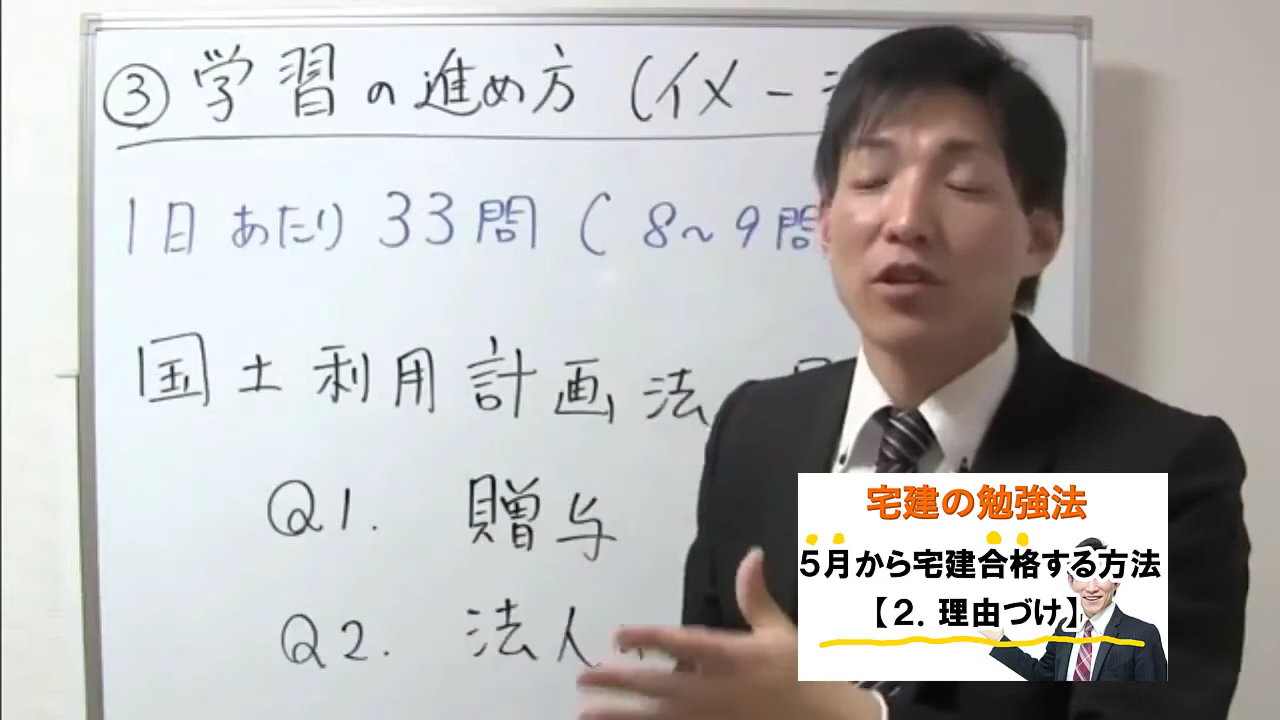 ③学習の進め方（イメー
1日あたり33問（8～9問
国土利用計画法
Q1. 贈与
Q2. 法人
宅建の勉強法
5月から宅建合格する方法
【2. 理由づけ】